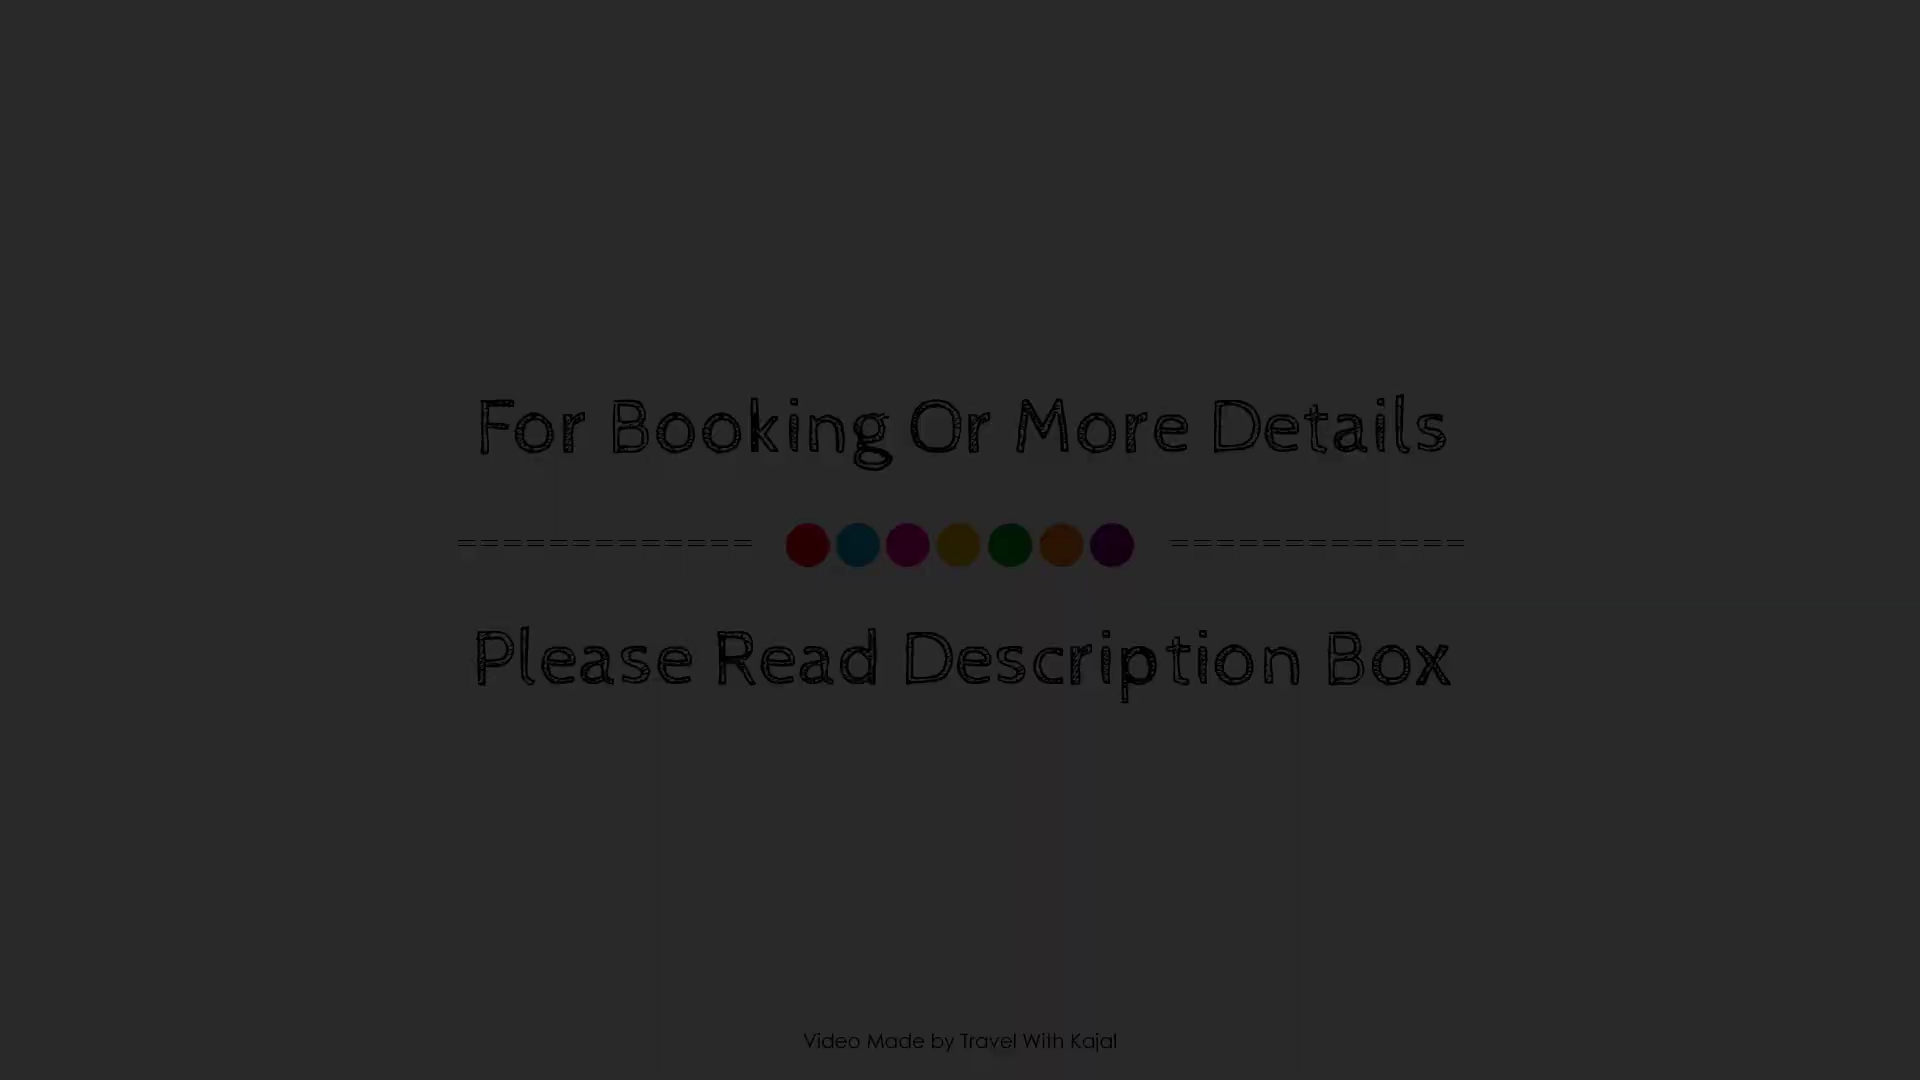 For Booking Or More Details
============= =============
Please Read Description Box
Video Made by Travel With Kajal